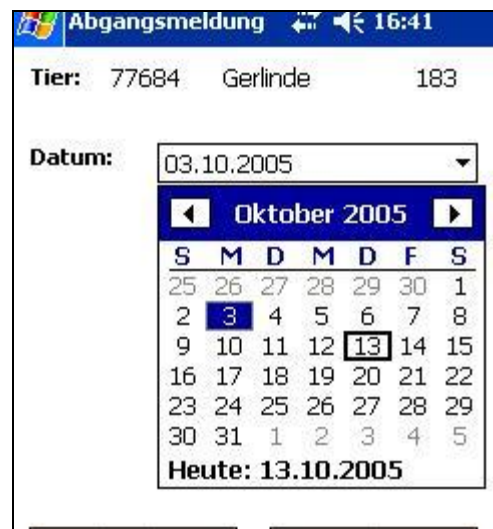 Abgangsmeldung 16:41
Tier: 77684 Gerlinde 183
Datum: 03.10.2005
Oktober 2005
S M D M D F S
25 26 27 28 29 30 1
2 3 4 5 6 7 8
9 10 11 12 13 14 15
16 17 18 19 20 21 22
23 24 25 26 27 28 29
30 31 1 2 3 4 5
Heute: 13.10.2005